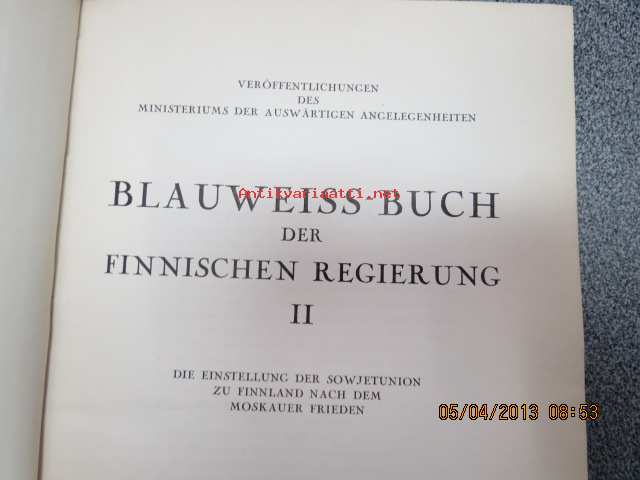 VERÖFFENTLICHUNGEN
DES
MINISTERIUMS DER AUSWÄRTIGEN ANGELEGENHEITEN
Antikvariaatti.net
BLAUWEISS BUCH
DER
FINNISCHEN REGIERUNG
II
DIE EINSTELLUNG DER SOWJETUNION
ZU FINNLAND NACH DEM
MOSKAUER FRIEDEN
05/04/2013 08:53